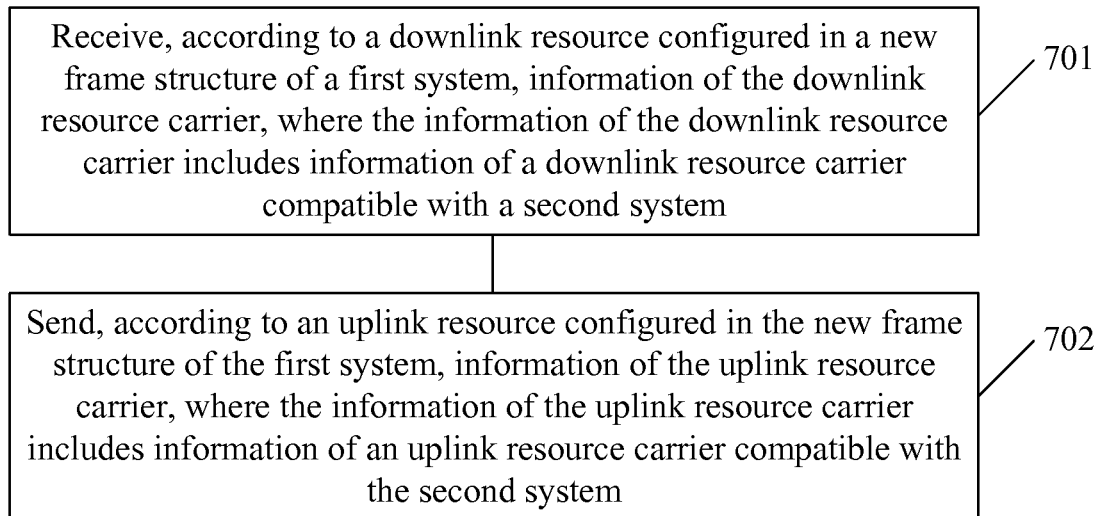 Receive, according to a downlink resource configured in a new
frame structure of a first system, information of the downlink
resource carrier, where the information of the downlink resource
carrier includes information of a downlink resource carrier
compatible with a second system
701
Send, according to an uplink resource configured in the new frame
structure of the first system, information of the uplink resource
carrier, where the information of the uplink resource carrier
includes information of an uplink resource carrier compatible with
the second system
702